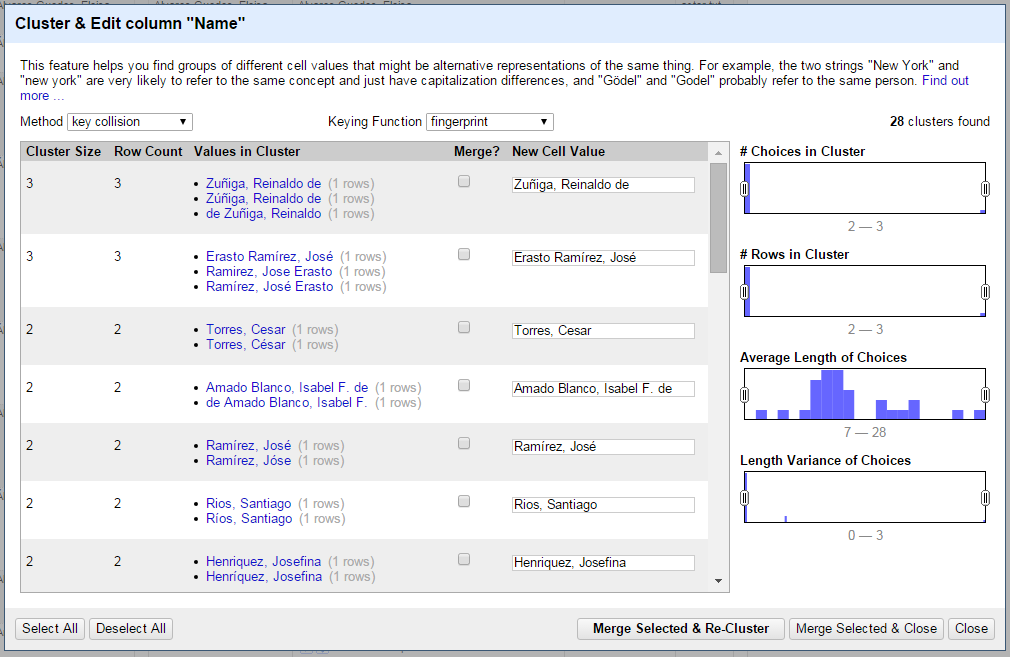 Cluster & Edit column "Name"
This feature helps you find groups of different cell values that might be alternative representations of the same thing. For example, the two strings "New York" and
"new york" are very likely to refer to the same concept and just have capitalization differences, and "Gödel" and "Godel" probably refer to the same person. Find out
more ...
Method key collision Keying Function fingerprint 28 clusters found
Cluster Size Row Count Values in Cluster Merge? New Cell Value
3 3 • Zuñiga, Reinaldo de (1 rows) Zuñiga, Reinaldo de
• Zúñiga, Reinaldo de (1 rows)
• de Zuñiga, Reinaldo (1 rows)
3 3 • Erasto Ramírez, José (1 rows) Erasto Ramírez, José
• Ramirez, Jose Erasto (1 rows)
• Ramírez, José Erasto (1 rows)
2 2 • Torres, Cesar (1 rows) Torres, Cesar
• Torres, César (1 rows)
2 2 • Amado Blanco, Isabel F. de (1 rows) Amado Blanco, Isabel F. de
• de Amado Blanco, Isabel F. (1 rows)
2 2 • Ramírez, José (1 rows) Ramírez, José
• Ramírez, Jóse (1 rows)
2 2 • Rios, Santiago (1 rows) Rios, Santiago
• Ríos, Santiago (1 rows)
2 2 • Henriquez, Josefina (1 rows) Henriquez, Josefina
• Henríquez, Josefina (1 rows)
# Choices in Cluster
2 — 3
# Rows in Cluster
2 — 3
Average Length of Choices
7 — 28
Length Variance of Choices
0 — 3
Select All Deselect All Merge Selected & Re-Cluster Merge Selected & Close Close